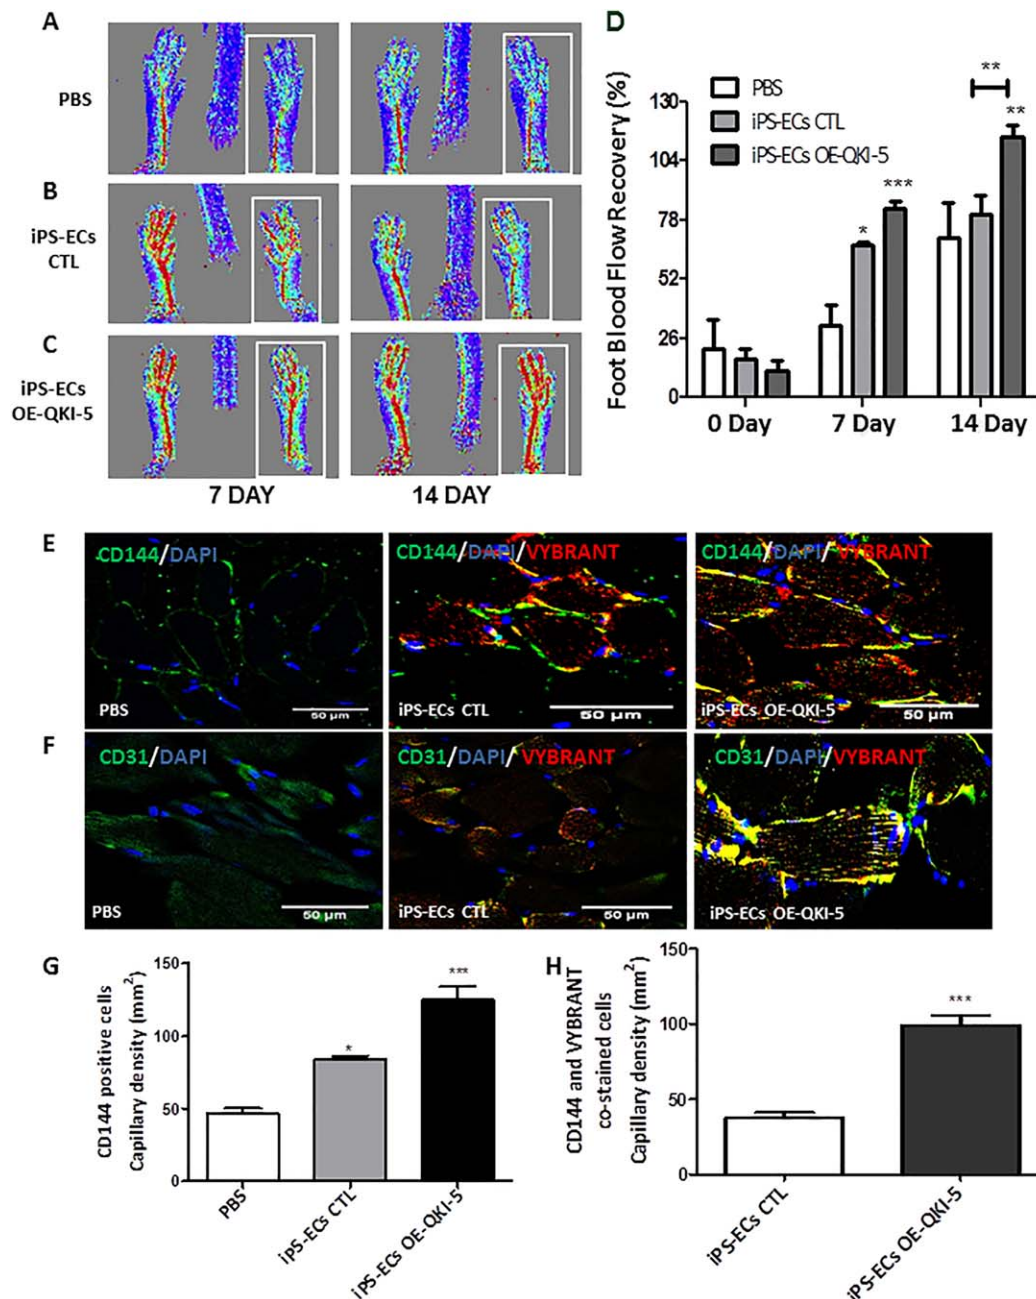 A
PBS
B
iPS-ECs
CTL
C
iPS-ECs
OE-QKI-5
7 DAY
14 DAY
D
Foot Blood Flow Recovery (%)
130
104
78
52
26
0
PBS
iPS-ECs CTL
iPS-ECs OE-QKI-5
*
***
**
**
0 Day
7 Day
14 Day
E
CD144/DAPI
PBS
50 µm
CD144/DAPI/VYBRANT
iPS-ECs CTL
50 µm
CD144/DAPI/VYBRANT
iPS-ECs OE-QKI-5
50 µm
F
CD31/DAPI
PBS
50 µm
CD31/DAPI/VYBRANT
iPS-ECs CTL
50 µm
CD31/DAPI/VYBRANT
iPS-ECs OE-QKI-5
50 µm
G
CD144 positive cells
Capillary density (mm²)
150
100
50
0
*
***
PBS
iPS-ECs CTL
iPS-ECs OE-QKI-5
H
CD144 and VYBRANT
co-stained cells
Capillary density (mm²)
150
100
50
0
***
iPS-ECs CTL
iPS-ECs OE-QKI-5